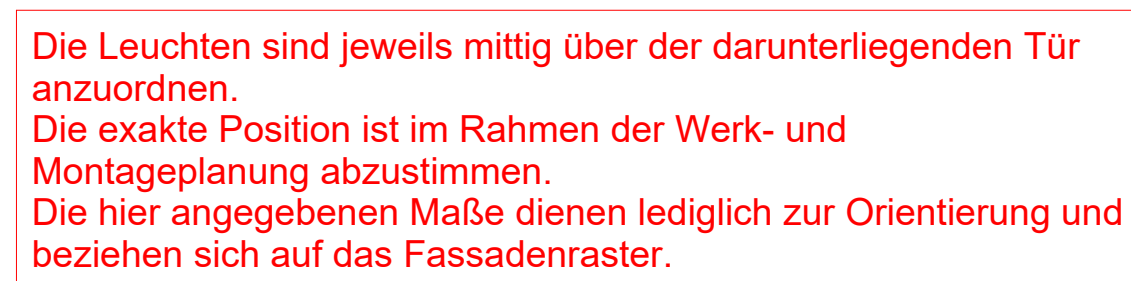 Die Leuchten sind jeweils mittig über der darunterliegenden Tür
anzuordnen.
Die exakte Position ist im Rahmen der Werk- und
Montageplanung abzustimmen.
Die hier angegebenen Maße dienen lediglich zur Orientierung und
beziehen sich auf das Fassadenraster.